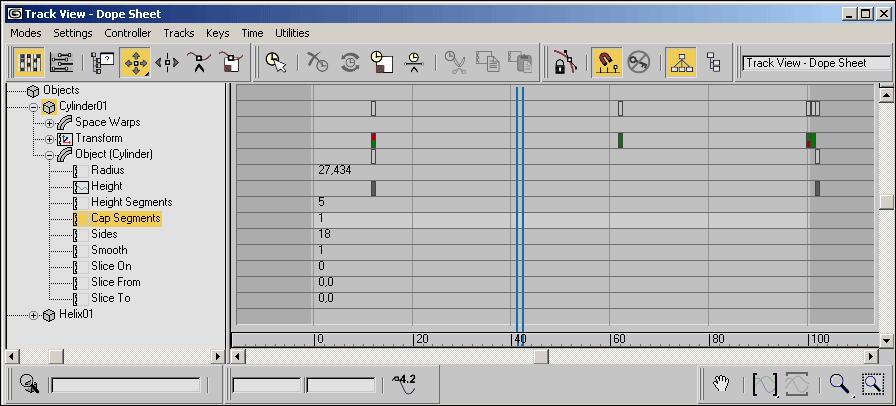 Track View - Dope Sheet
Modes Settings Controller Tracks Keys Time Utilities
Track View - Dope Sheet
Objects
Cylinder01
Space Warps
Transform
Object (Cylinder)
Radius 27,434
Height
Height Segments 5
Cap Segments 1
Sides 18
Smooth 1
Slice On 0
Slice From 0,0
Slice To 0,0
Helix01
0 20 40 60 80 100
4.2